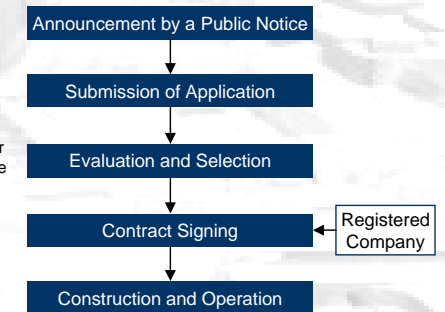 Announcement by a Public Notice
Submission of Application
Evaluation and Selection
Contract Signing
Registered
Company
Construction and Operation